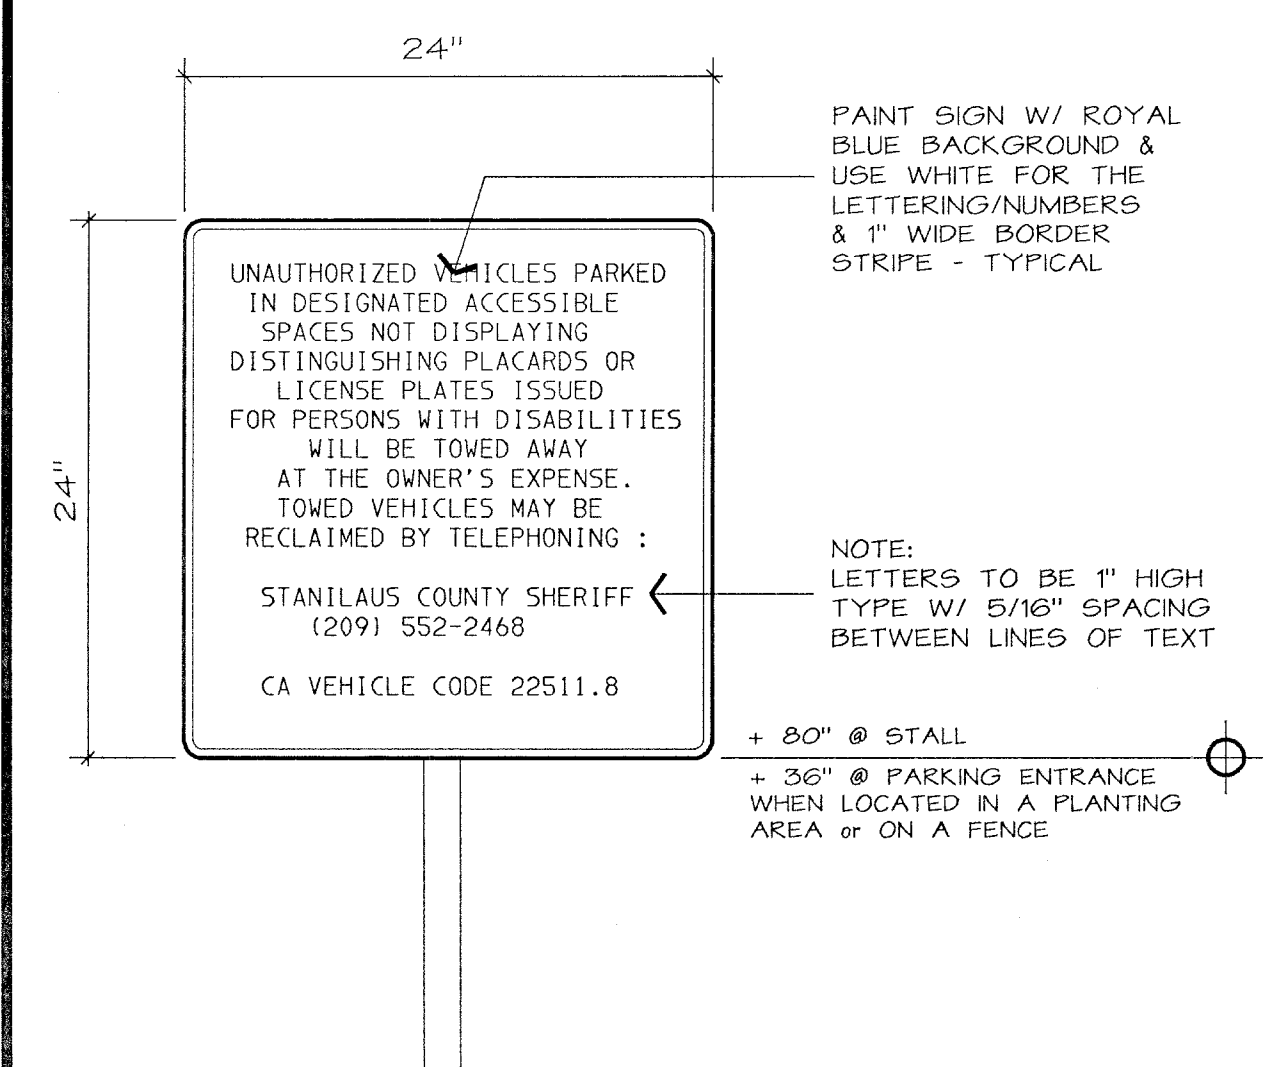 24"
PAINT SIGN W/ ROYAL
BLUE BACKGROUND &
USE WHITE FOR THE
LETTERING/NUMBERS
& 1" WIDE BORDER
STRIPE - TYPICAL
24"
UNAUTHORIZED VEHICLES PARKED
IN DESIGNATED ACCESSIBLE
SPACES NOT DISPLAYING
DISTINGUISHING PLACARDS OR
LICENSE PLATES ISSUED
FOR PERSONS WITH DISABILITIES
WILL BE TOWED AWAY
AT THE OWNER'S EXPENSE.
TOWED VEHICLES MAY BE
RECLAIMED BY TELEPHONING :
STANILAUS COUNTY SHERIFF
(209) 552-2468
CA VEHICLE CODE 22511.8
NOTE:
LETTERS TO BE 1" HIGH
TYPE W/ 5/16" SPACING
BETWEEN LINES OF TEXT
+ 80" @ STALL
+ 36" @ PARKING ENTRANCE
WHEN LOCATED IN A PLANTING
AREA or ON A FENCE